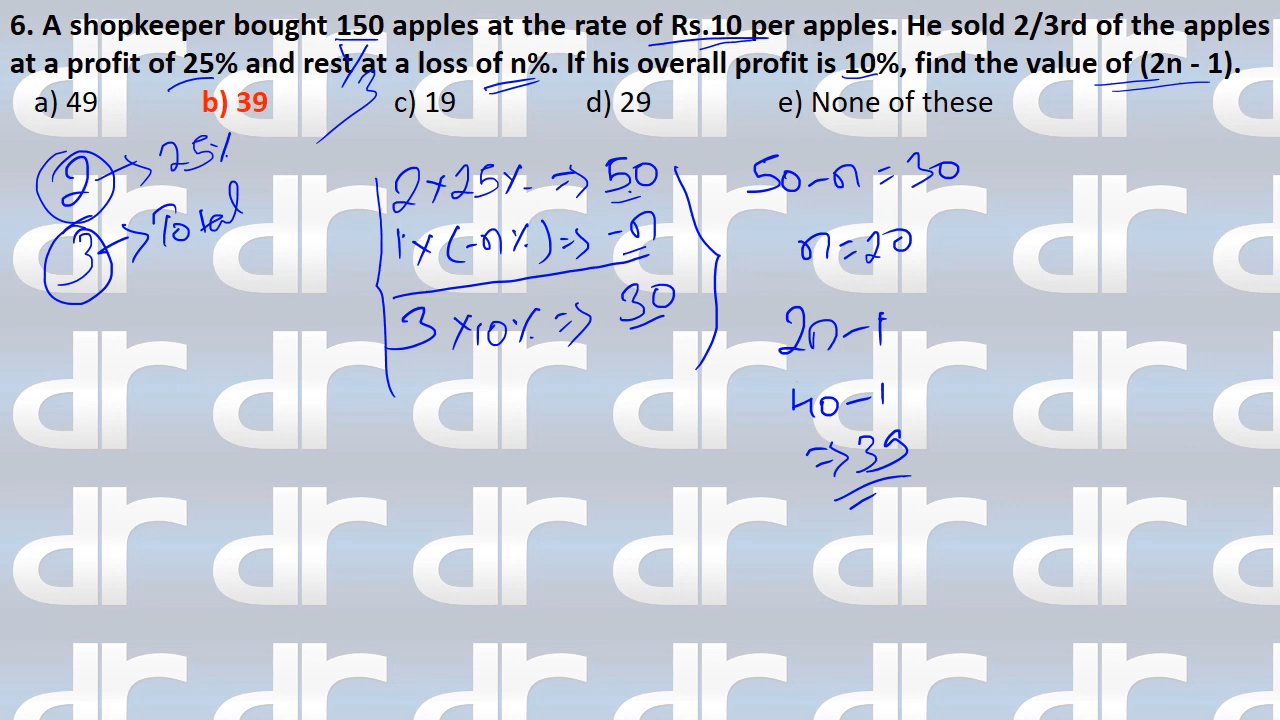 6. A shopkeeper bought 150 apples at the rate of Rs.10 per apples. He sold 2/3rd of the apples
at a profit of 25% and rest at a loss of n%. If his overall profit is 10%, find the value of (2n - 1).
a) 49 b) 39 c) 19 d) 29 e) None of these
1/3
2 → 25%
3 → Total
2 x 25% => 50
1 x (-n%) => -n
3 x 10% => 30
50 - n = 30
n = 20
2n - 1
40 - 1
=> 39